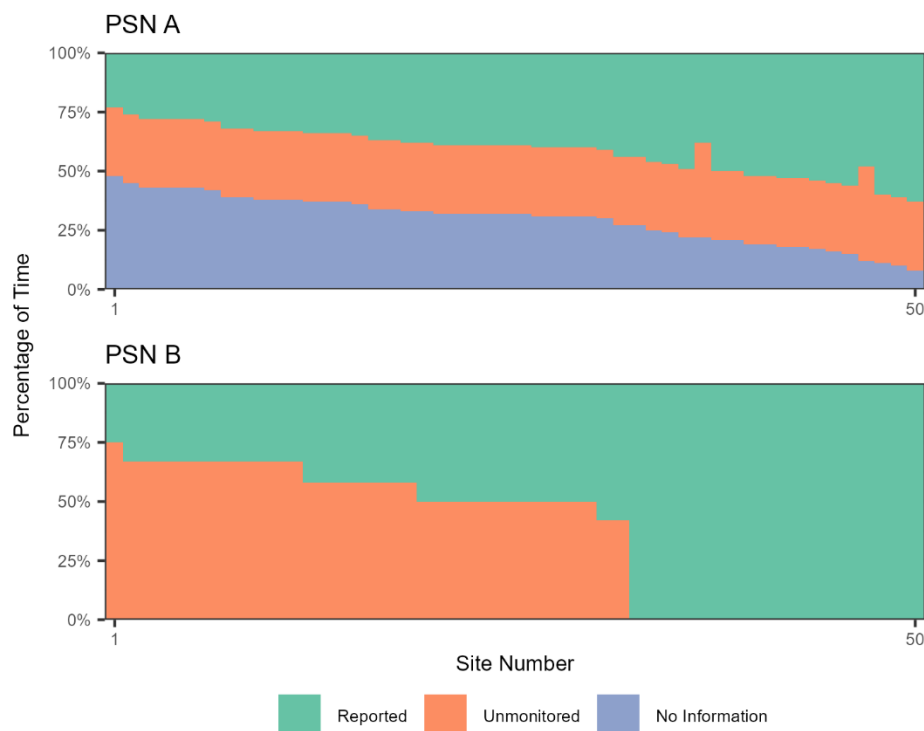 PSN A
100%
75%
50%
25%
0%
1 50
PSN B
100%
75%
50%
25%
0%
1 50
Percentage of Time
Site Number
Reported Unmonitored No Information